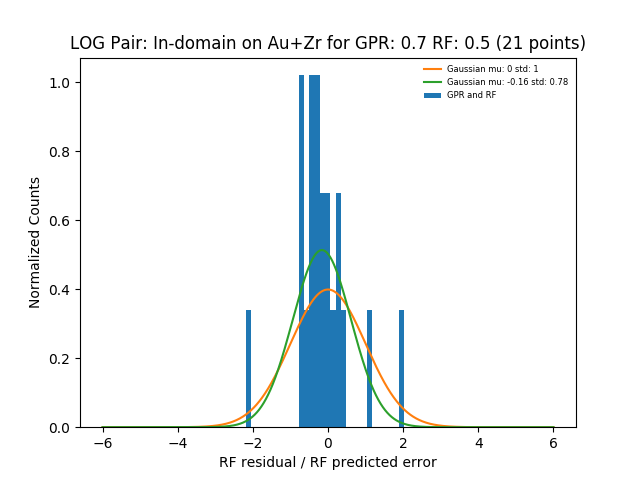 LOG Pair: In-domain on Au+Zr for GPR: 0.7 RF: 0.5 (21 points)
Gaussian mu: 0 std: 1
Gaussian mu: -0.16 std: 0.78
GPR and RF
Normalized Counts
1.0
0.8
0.6
0.4
0.2
0.0
−6 −4 −2 0 2 4 6
RF residual / RF predicted error